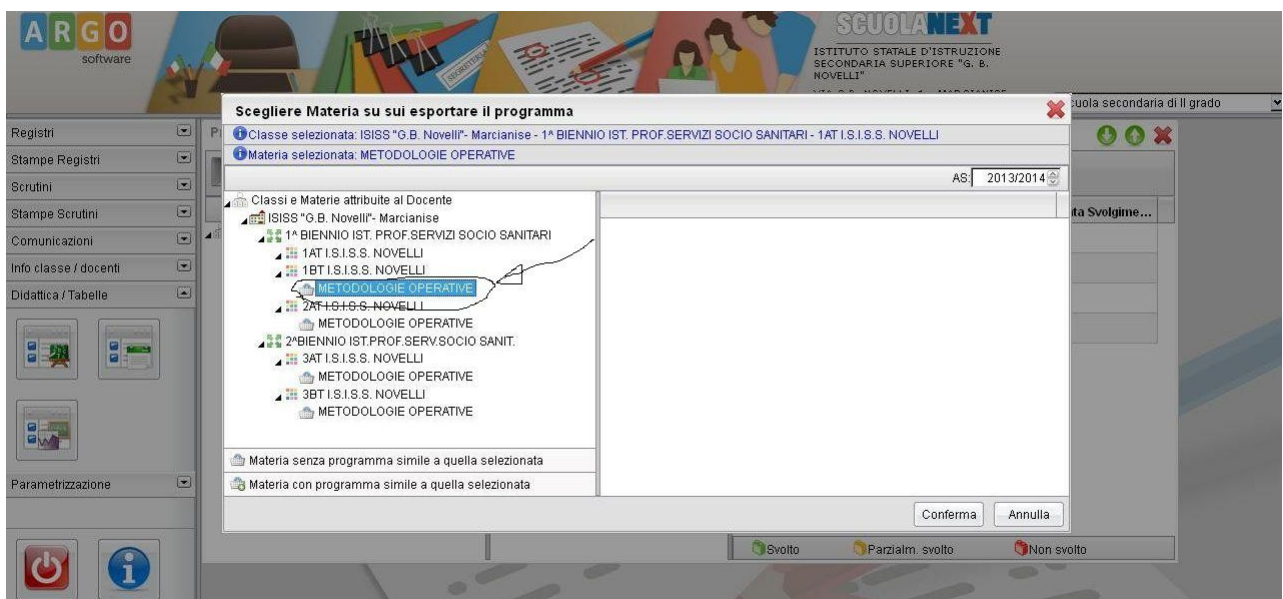 ARGO
software
SEGRETERIA
SCUOLANEXT
ISTITUTO STATALE D'ISTRUZIONE
SECONDARIA SUPERIORE "G. B.
NOVELLI"
uola secondaria di II grado
Registri
Stampe Registri
Scrutini
Stampe Scrutini
Comunicazioni
Info classe / docenti
Didattica / Tabelle
Parametrizzazione
Scegliere Materia su sui esportare il programma
Classe selezionata: ISISS "G.B. Novelli"- Marcianise - 1^ BIENNIO IST. PROF.SERVIZI SOCIO SANITARI - 1AT I.S.I.S.S. NOVELLI
Materia selezionata: METODOLOGIE OPERATIVE
AS: 2013/2014
Classi e Materie attribuite al Docente
ISISS "G.B. Novelli"- Marcianise
1^ BIENNIO IST. PROF.SERVIZI SOCIO SANITARI
1AT I.S.I.S.S. NOVELLI
1BT I.S.I.S.S. NOVELLI
METODOLOGIE OPERATIVE
2AT I.S.I.S.S. NOVELLI
METODOLOGIE OPERATIVE
2^BIENNIO IST.PROF.SERV.SOCIO SANIT.
3AT I.S.I.S.S. NOVELLI
METODOLOGIE OPERATIVE
3BT I.S.I.S.S. NOVELLI
METODOLOGIE OPERATIVE
Materia senza programma simile a quella selezionata
Materia con programma simile a quella selezionata
Conferma Annulla
ta Svolgime...
Svolto Parzialm. svolto Non svolto